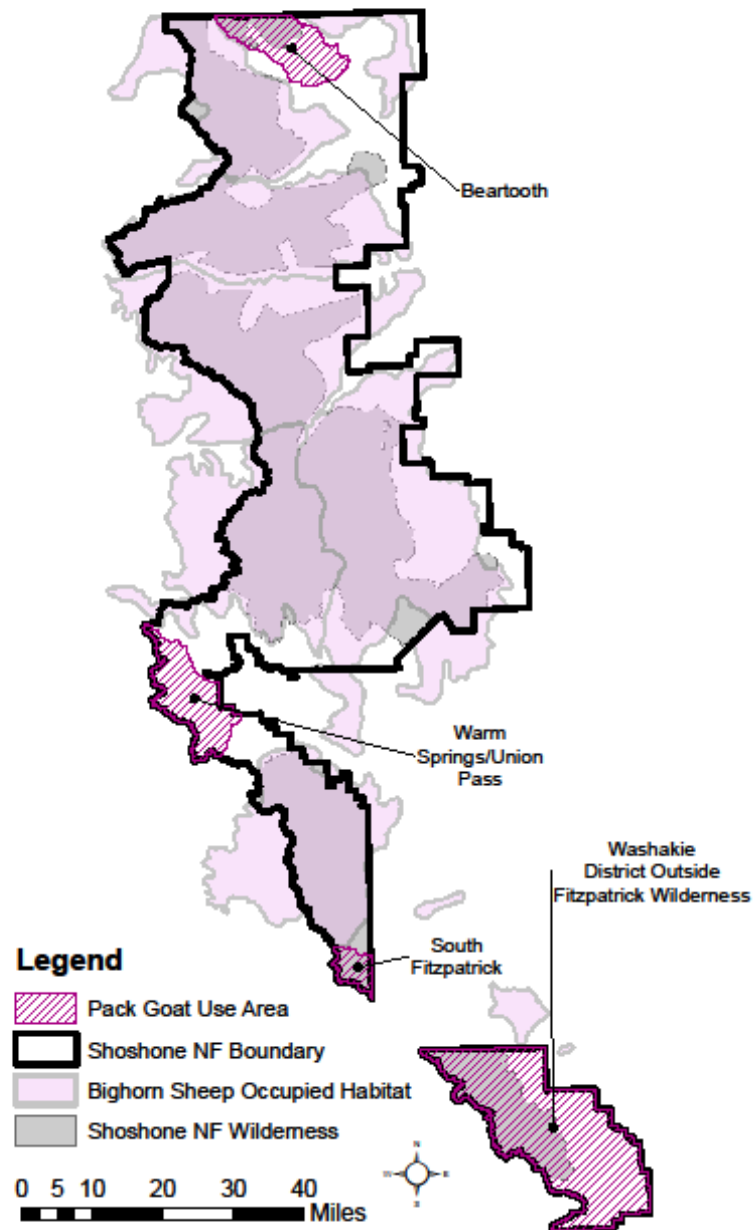 Beartooth
Warm
Springs/Union
Pass
Washakie
District Outside
Fitzpatrick Wilderness
South
Fitzpatrick
Legend
Pack Goat Use Area
Shoshone NF Boundary
Bighorn Sheep Occupied Habitat
Shoshone NF Wilderness
N
W E
S
0 5 10 20 30 40
Miles